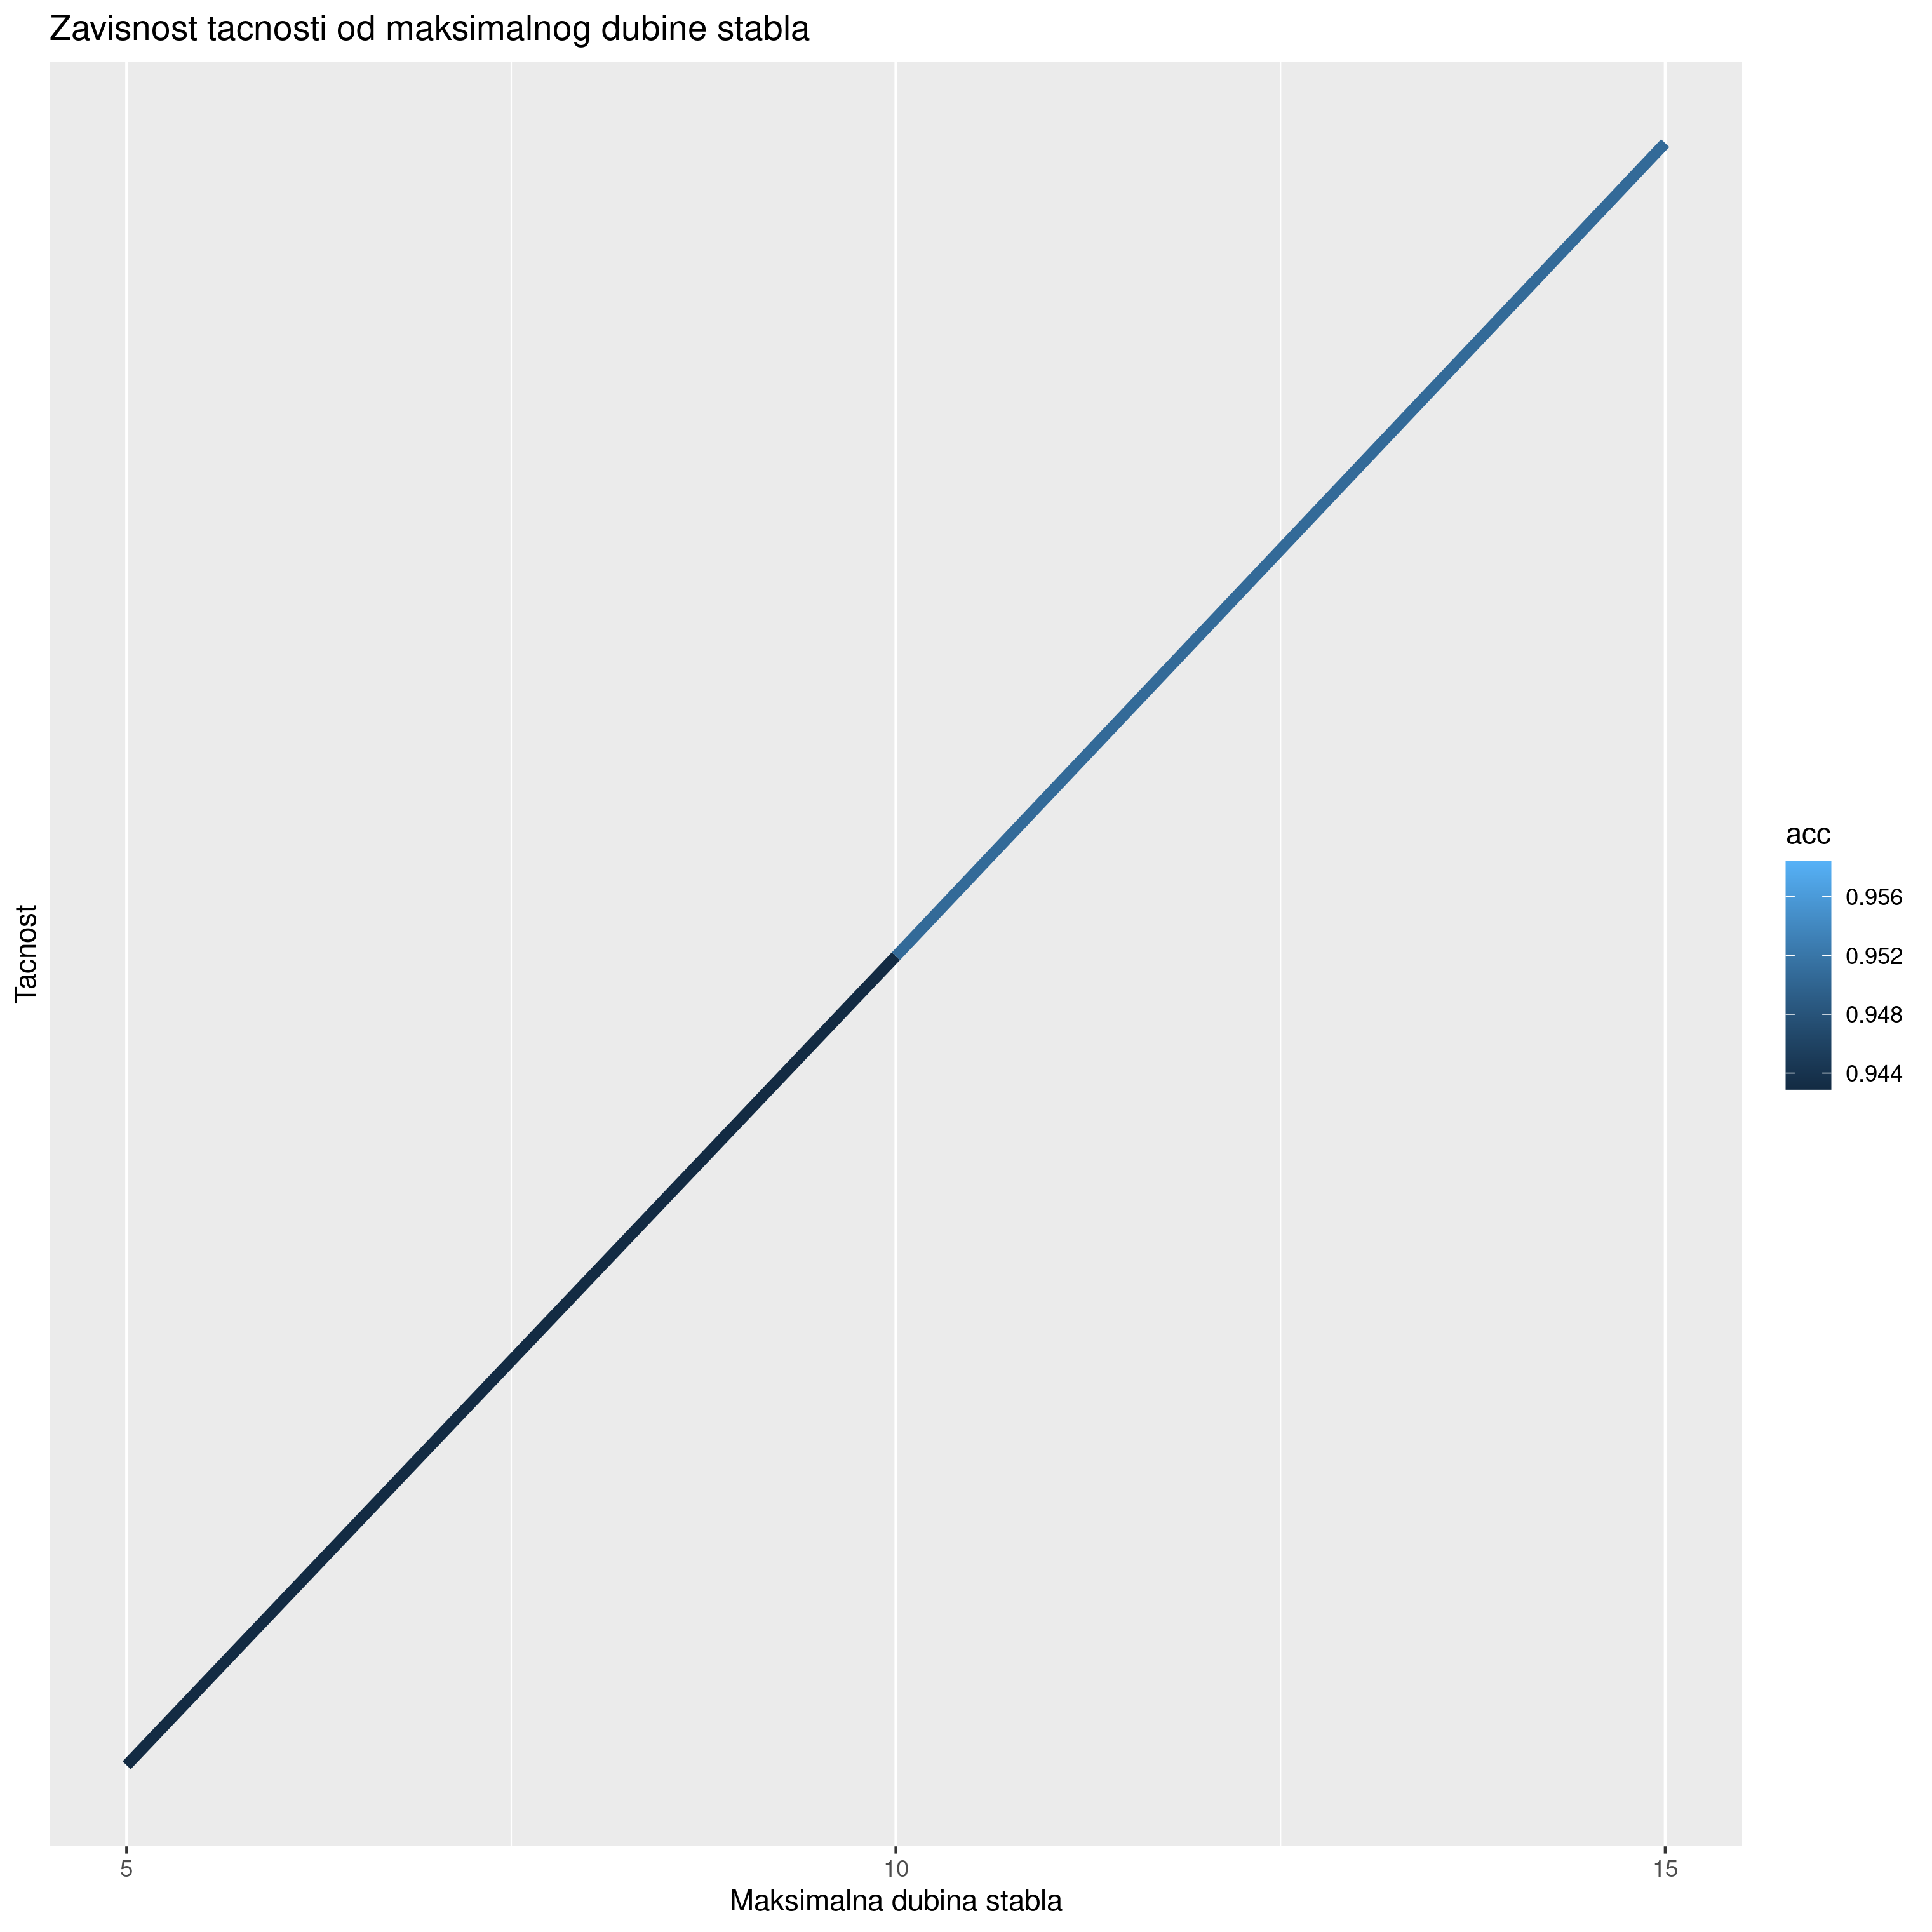 Zavisnost tacnosti od maksimalnog dubine stabla
Tacnost
acc
0.956
0.952
0.948
0.944
5
10
15
Maksimalna dubina stabla